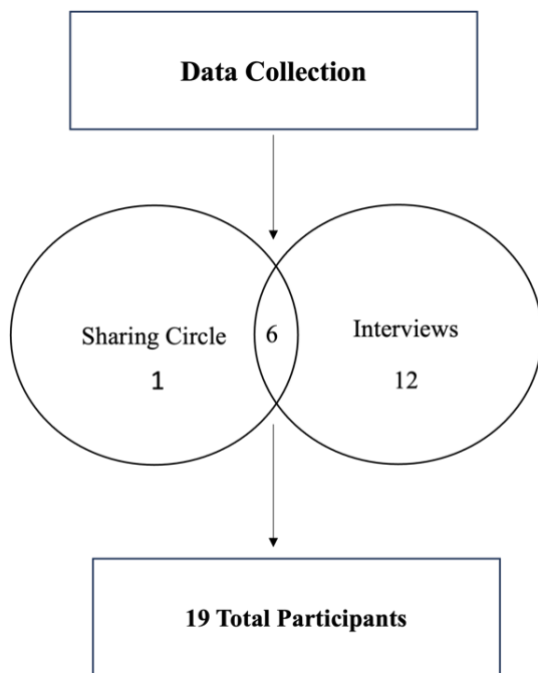 Data Collection
Sharing Circle
1
6
Interviews
12
19 Total Participants